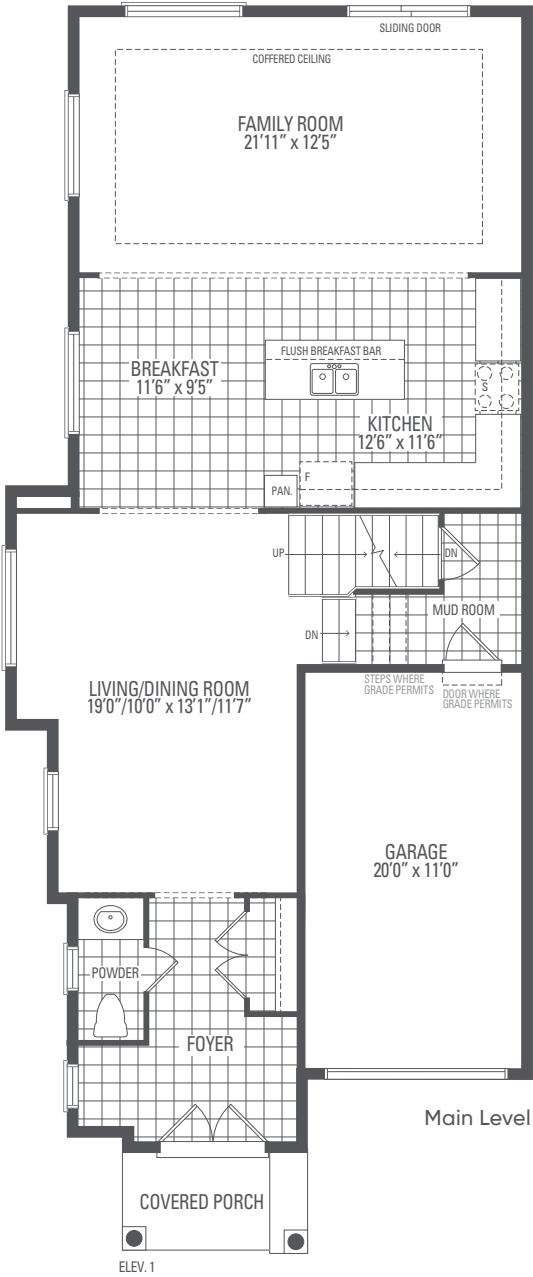 SLIDING DOOR
COFFERED CEILING
FAMILY ROOM
21'11" x 12'5"
FLUSH BREAKFAST BAR
BREAKFAST
11'6" x 9'5"
S
KITCHEN
12'6" x 11'6"
F
PAN.
UP
DN
MUD ROOM
DN
STEPS WHERE
GRADE PERMITS
DOOR WHERE
GRADE PERMITS
LIVING/DINING ROOM
19'0"/10'0" x 13'1"/11'7"
GARAGE
20'0" x 11'0"
POWDER
FOYER
Main Level
COVERED PORCH
ELEV. 1